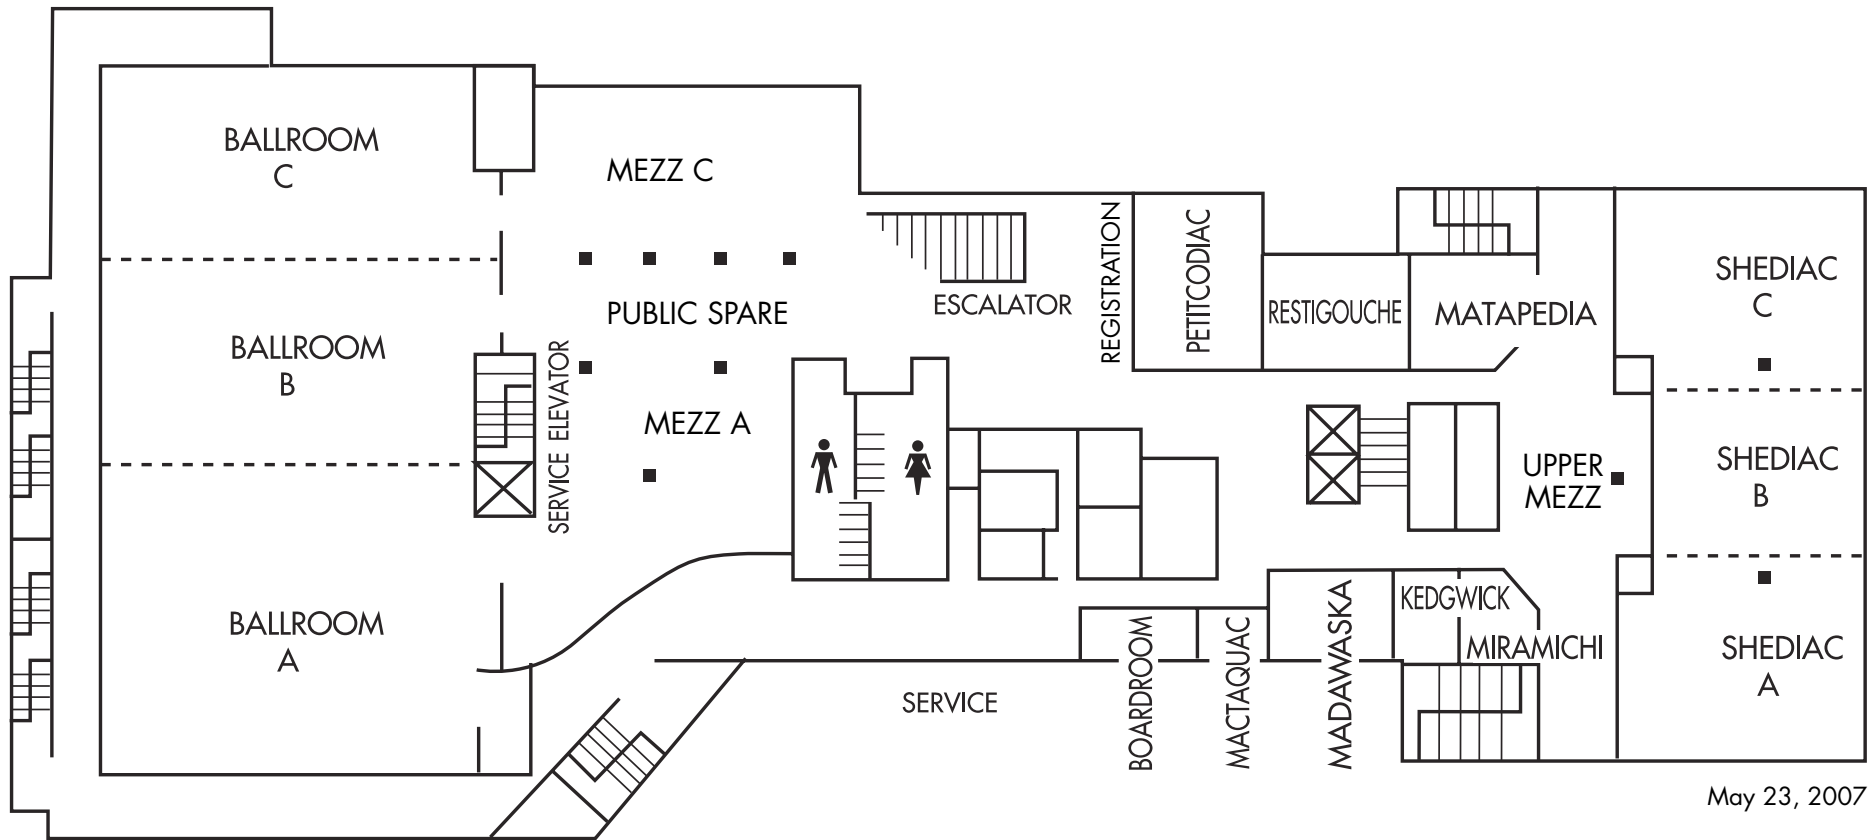 BALLROOM
C
MEZZ C
BALLROOM
B
PUBLIC SPARE
ESCALATOR
REGISTRATION
PETITCODIAC
RESTIGOUCHE
MATAPEDIA
SHEDIAC
C
SERVICE ELEVATOR
MEZZ A
UPPER
MEZZ
SHEDIAC
B
BALLROOM
A
SERVICE
BOARDROOM
MACTAQUAC
MADAWASKA
KEDGWICK
MIRAMICHI
SHEDIAC
A
May 23, 2007